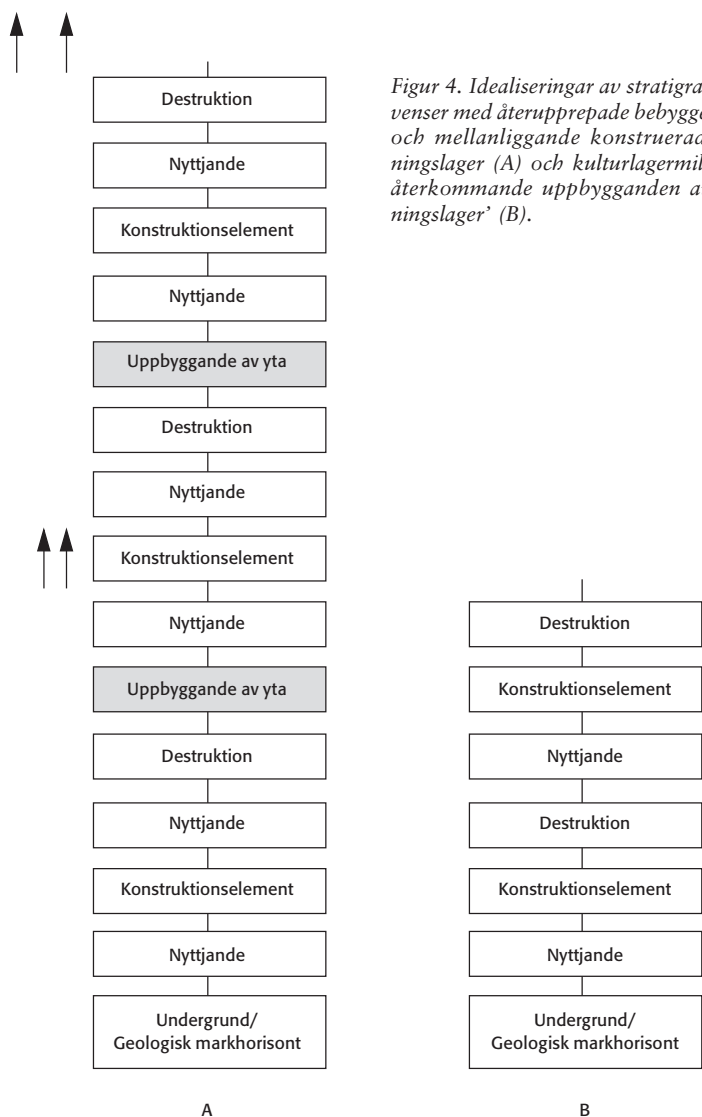 Figur 4. Idealiseringar av stratigra
venser med återupprepade bebygge
och mellanliggande konstruerad
ningslager (A) och kulturlagermil
återkommande uppbygganden a
ningslager’ (B).
Destruktion
Nyttjande
Konstruktionselement
Nyttjande
Uppbyggande av yta
Destruktion
Nyttjande
Konstruktionselement
Nyttjande
Uppbyggande av yta
Destruktion
Nyttjande
Konstruktionselement
Nyttjande
Undergrund/
Geologisk markhorisont
A
Destruktion
Konstruktionselement
Nyttjande
Destruktion
Konstruktionselement
Nyttjande
Undergrund/
Geologisk markhorisont
B